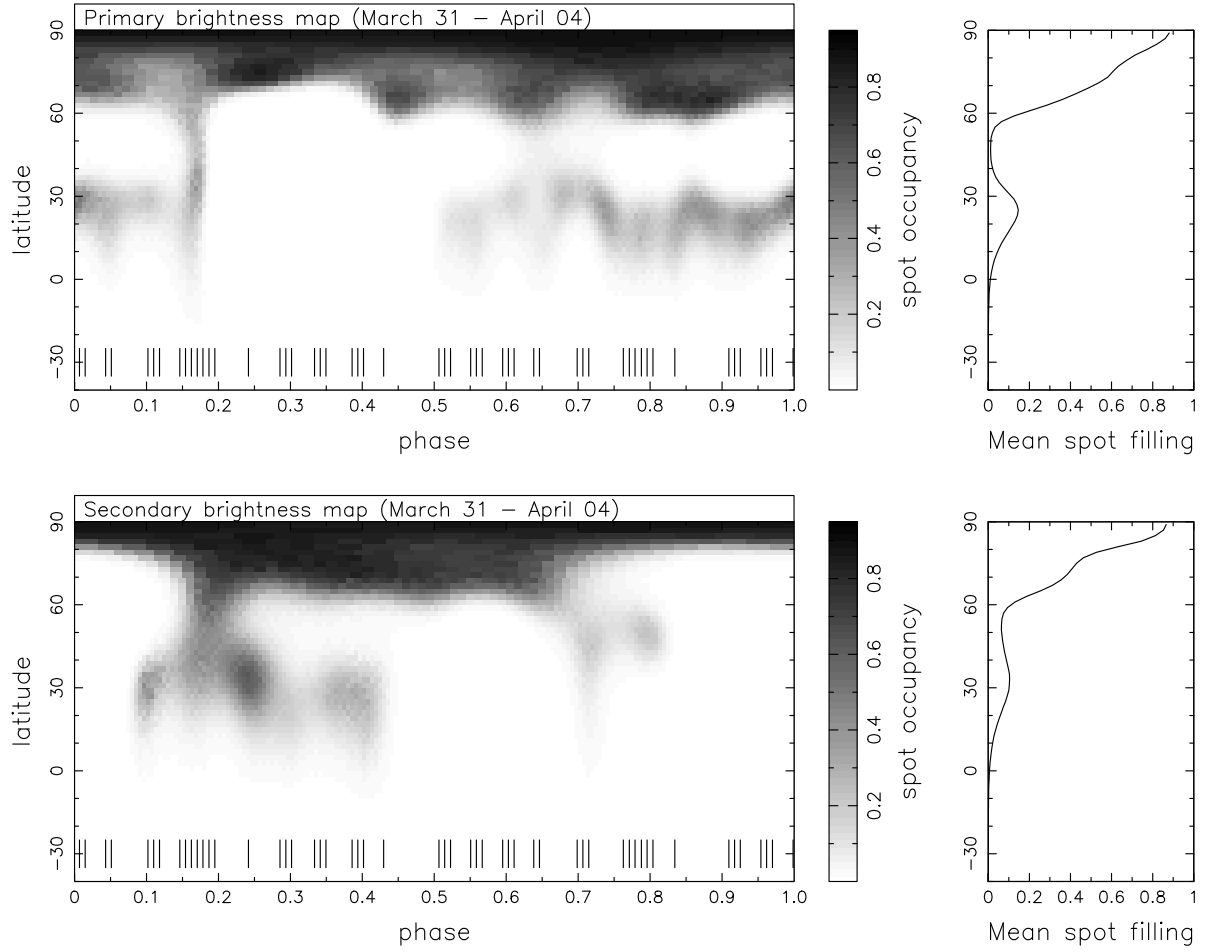 Primary brightness map (March 31 – April 04)
90
60
30
0
−30
latitude
0 0.1 0.2 0.3 0.4 0.5 0.6 0.7 0.8 0.9 1.0
phase
0.8
0.6
0.4
0.2
spot occupancy
90
60
30
0
−30
0 0.2 0.4 0.6 0.8 1
Mean spot filling
Secondary brightness map (March 31 – April 04)
90
60
30
0
−30
latitude
0 0.1 0.2 0.3 0.4 0.5 0.6 0.7 0.8 0.9 1.0
phase
0.8
0.6
0.4
0.2
spot occupancy
90
60
30
0
−30
0 0.2 0.4 0.6 0.8 1
Mean spot filling